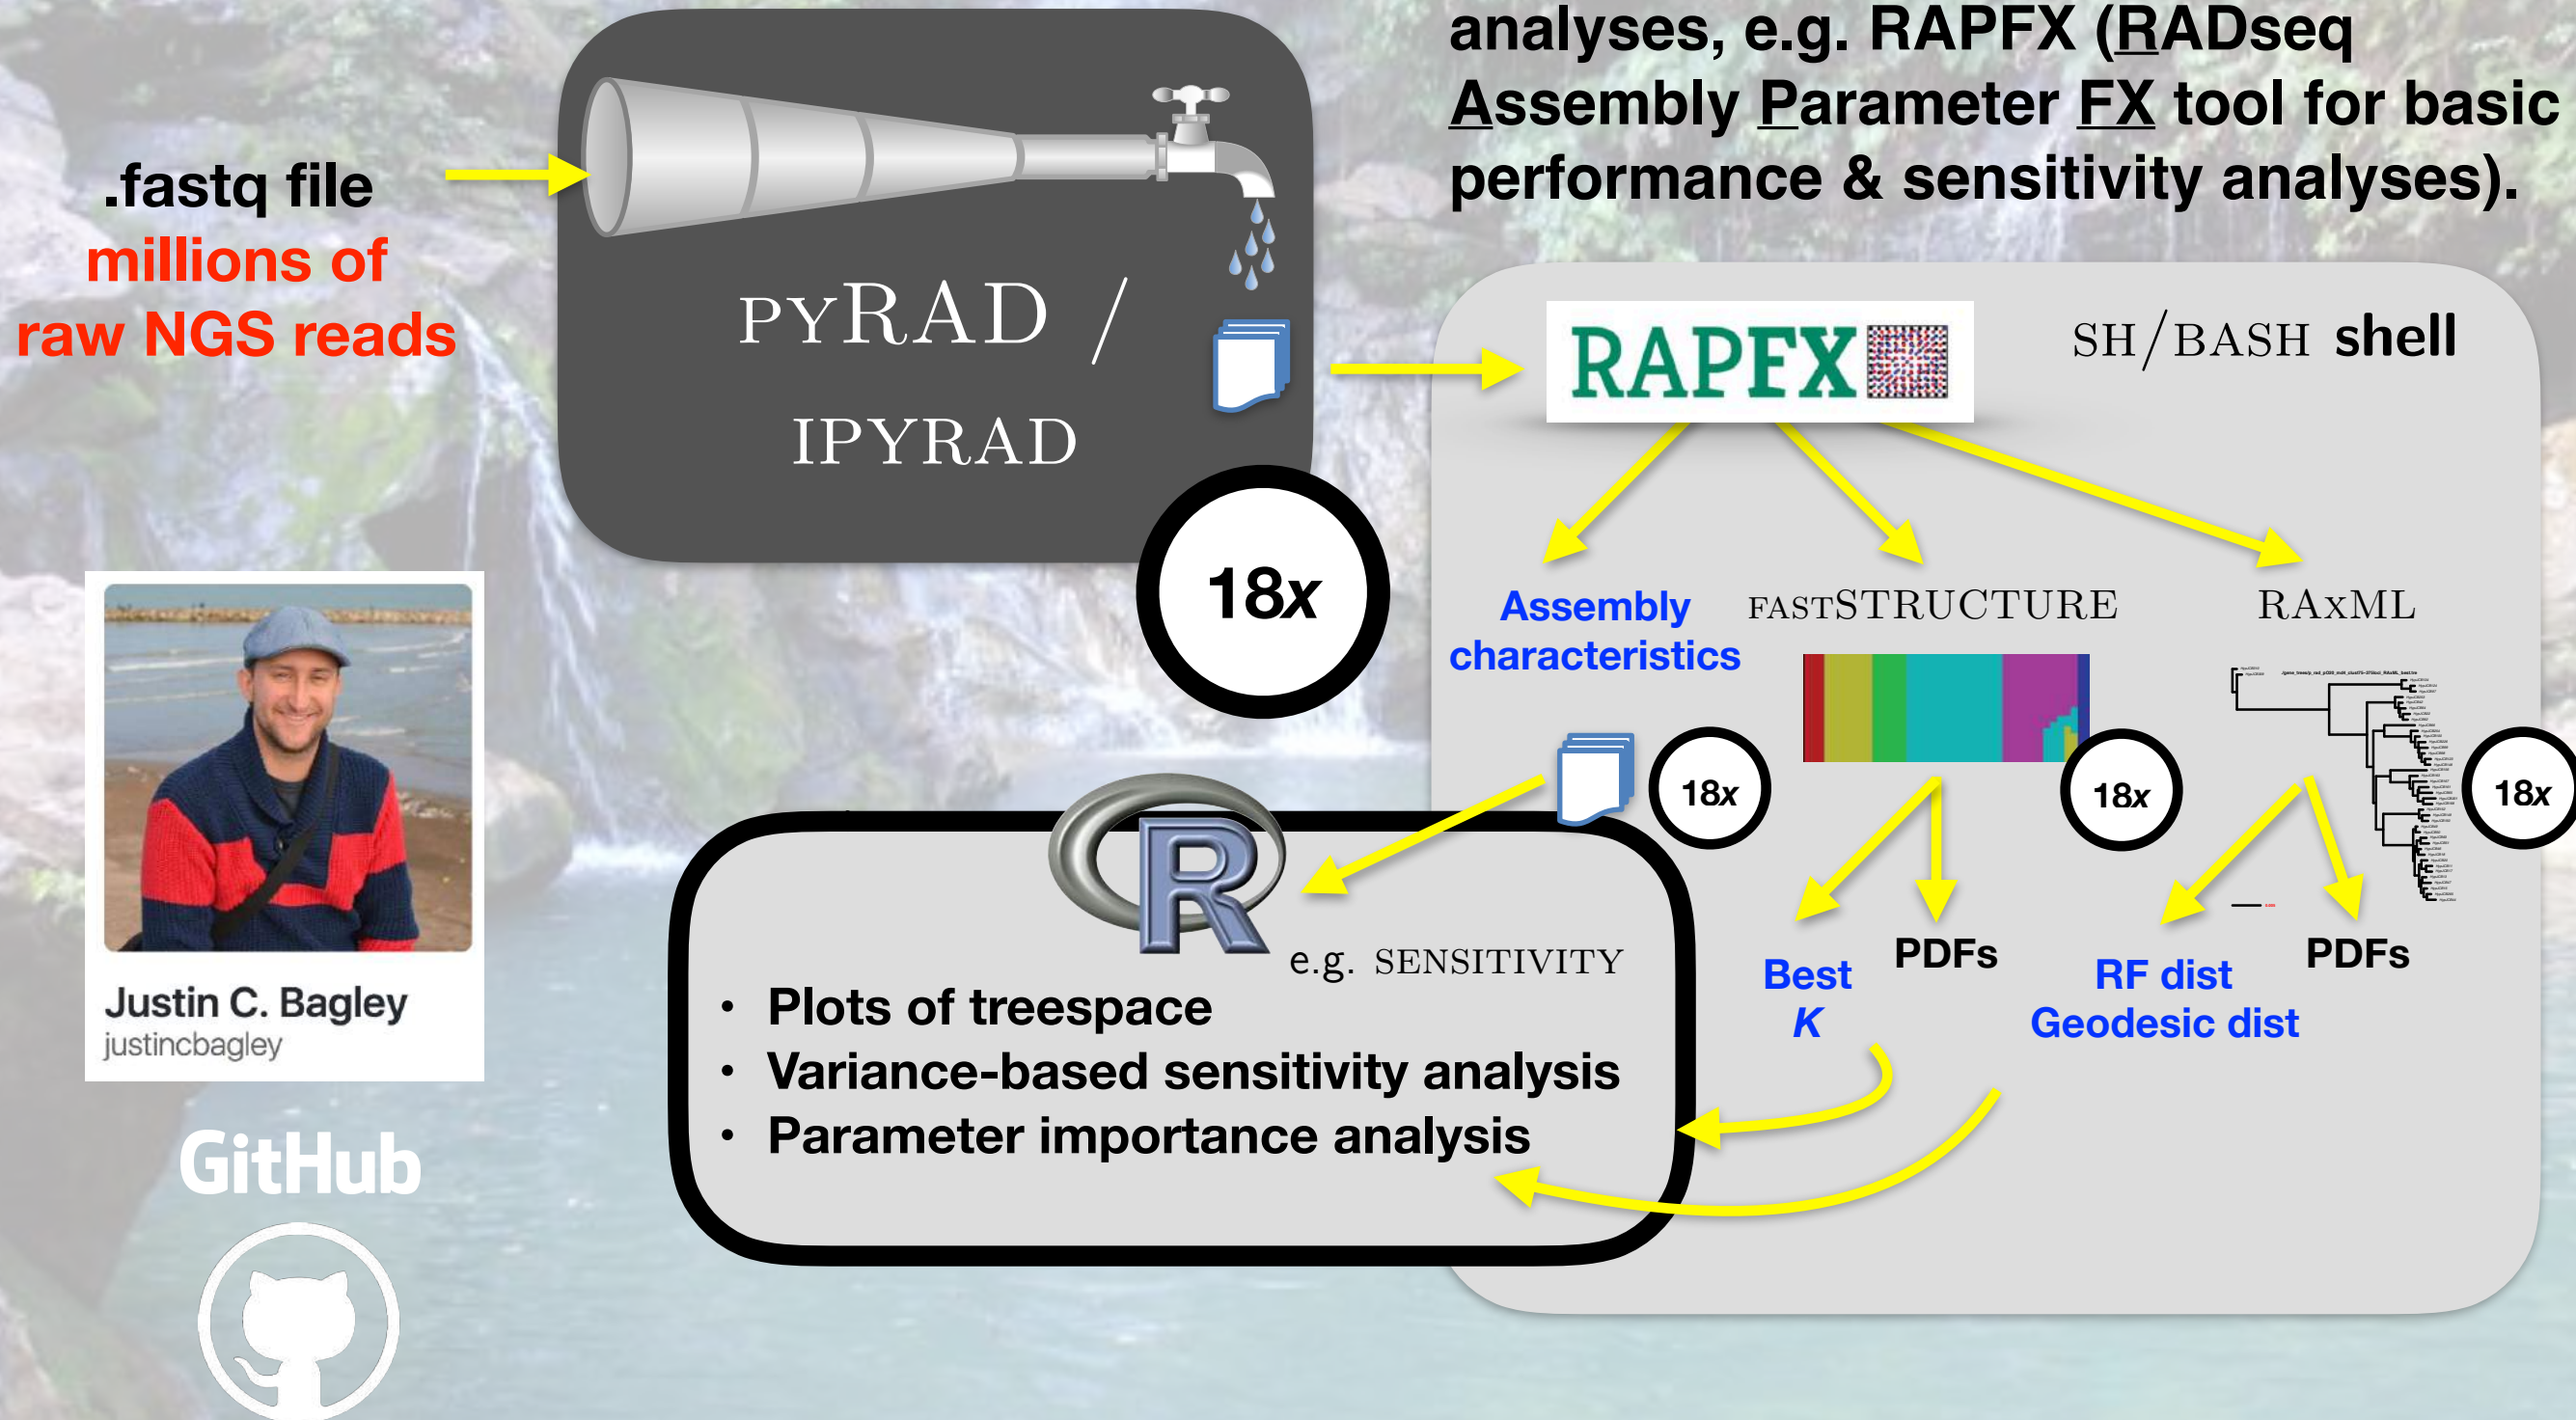 analyses, e.g. RAPFX (RADseq
Assembly Parameter FX tool for basic
performance & sensitivity analyses).
.fastq file
millions of
raw NGS reads
PYRAD /
IPYRAD
18x
RAPFX
SH/BASH shell
Assembly
characteristics
FASTSTRUCTURE
RAXML
18x
18x
18x
Best
K
PDFs
RF dist
Geodesic dist
PDFs
R
e.g. SENSITIVITY
• Plots of treespace
• Variance-based sensitivity analysis
• Parameter importance analysis
Justin C. Bagley
justincbagley
GitHub